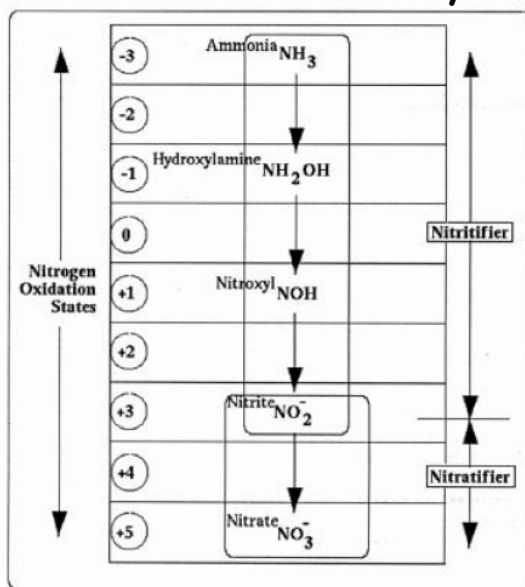 -3
Ammonia NH3
-2
-1
Hydroxylamine NH2OH
0
Nitritifier
Nitrogen
Oxidation
States
+1
Nitroxyl NOH
+2
+3
Nitrite NO2-
+4
Nitratifier
+5
Nitrate NO3-